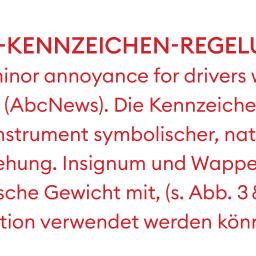 -KENNZEICHEN-REGELU
minor annoyance for drivers w
(AbcNews). Die Kennzeiche
nstrument symbolischer, nat
ehung. Insignum und Wappe
sche Gewicht mit, (s. Abb. 3 &
tion verwendet werden könn